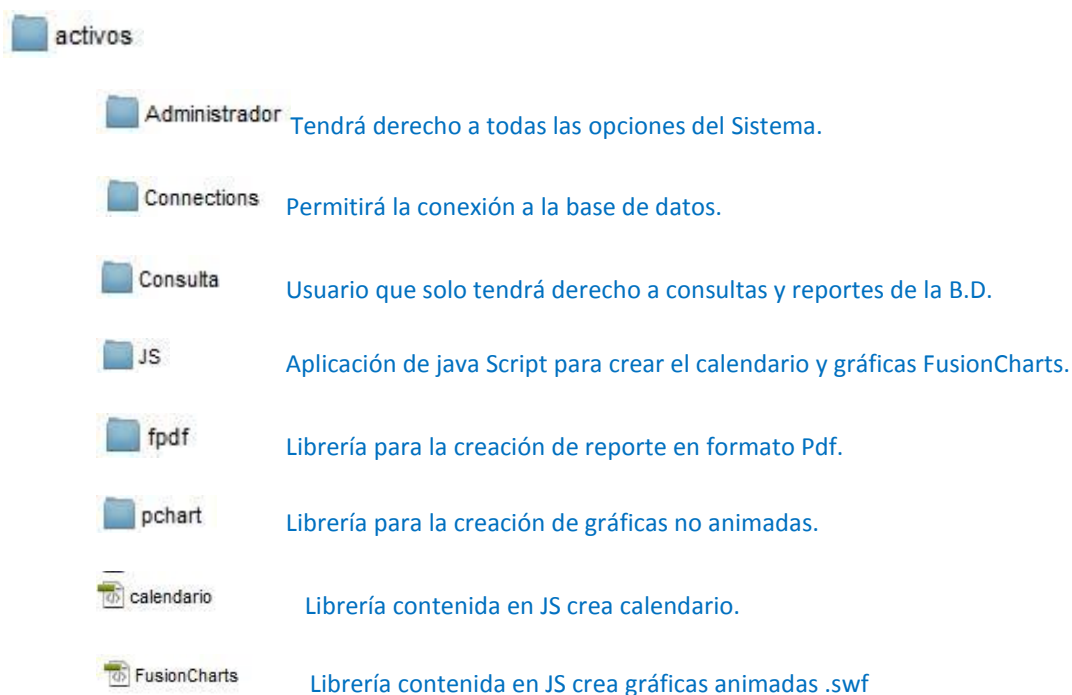 activos
Administrador Tendrá derecho a todas las opciones del Sistema.
Connections Permitirá la conexión a la base de datos.
Consulta Usuario que solo tendrá derecho a consultas y reportes de la B.D.
JS Aplicación de java Script para crear el calendario y gráficas FusionCharts.
fpdf Librería para la creación de reporte en formato Pdf.
pchart Librería para la creación de gráficas no animadas.
calendario Librería contenida en JS crea calendario.
FusionCharts Librería contenida en JS crea gráficas animadas .swf